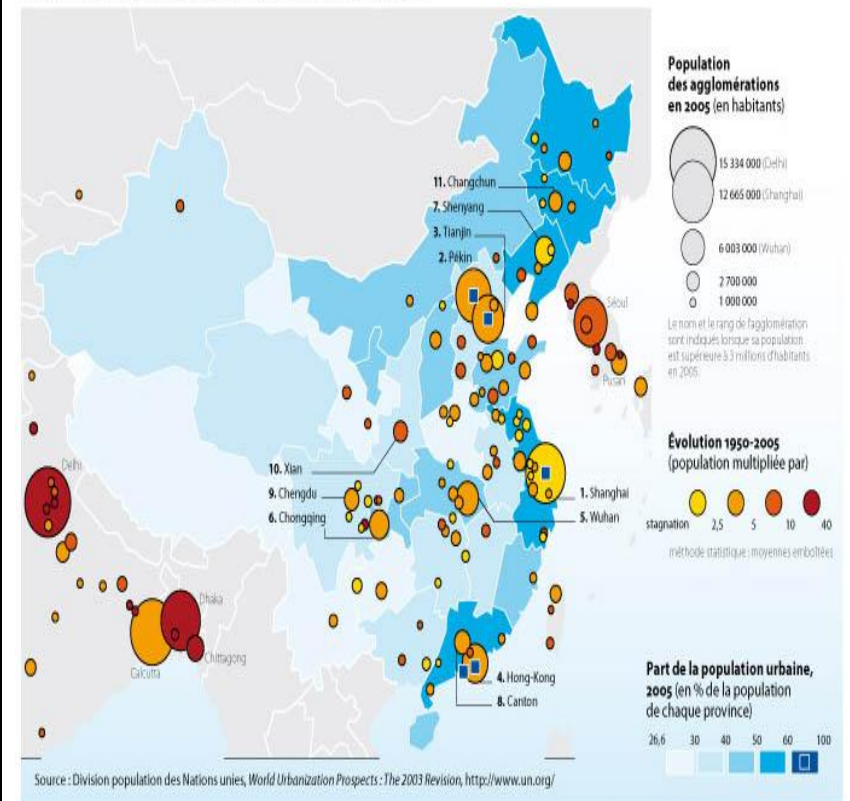 11. Changchun
7. Shenyang
3. Tianjin
2. Pékin
Séoul
Pusan
Delhi
10. Xian
9. Chengdu
6. Chongqing
1. Shanghai
5. Wuhan
Dhaka
Chittagong
Calcutta
4. Hong-Kong
8. Canton
Source : Division population des Nations unies, World Urbanization Prospects : The 2003 Revision, http://www.un.org/
Population
des agglomérations
en 2005 (en habitants)
15 334 000 (Delhi)
12 665 000 (Shanghai)
6 003 000 (Wuhan)
2 700 000
1 000 000
Le nom et le rang de l'agglomération
sont indiqués lorsque sa population
est supérieure à 3 millions d'habitants
en 2005.
Évolution 1950-2005
(population multipliée par)
stagnation 2,5 5 10 40
méthode statistique : moyennes emboîtées
Part de la population urbaine,
2005 (en % de la population
de chaque province)
26,6 30 40 50 60 100